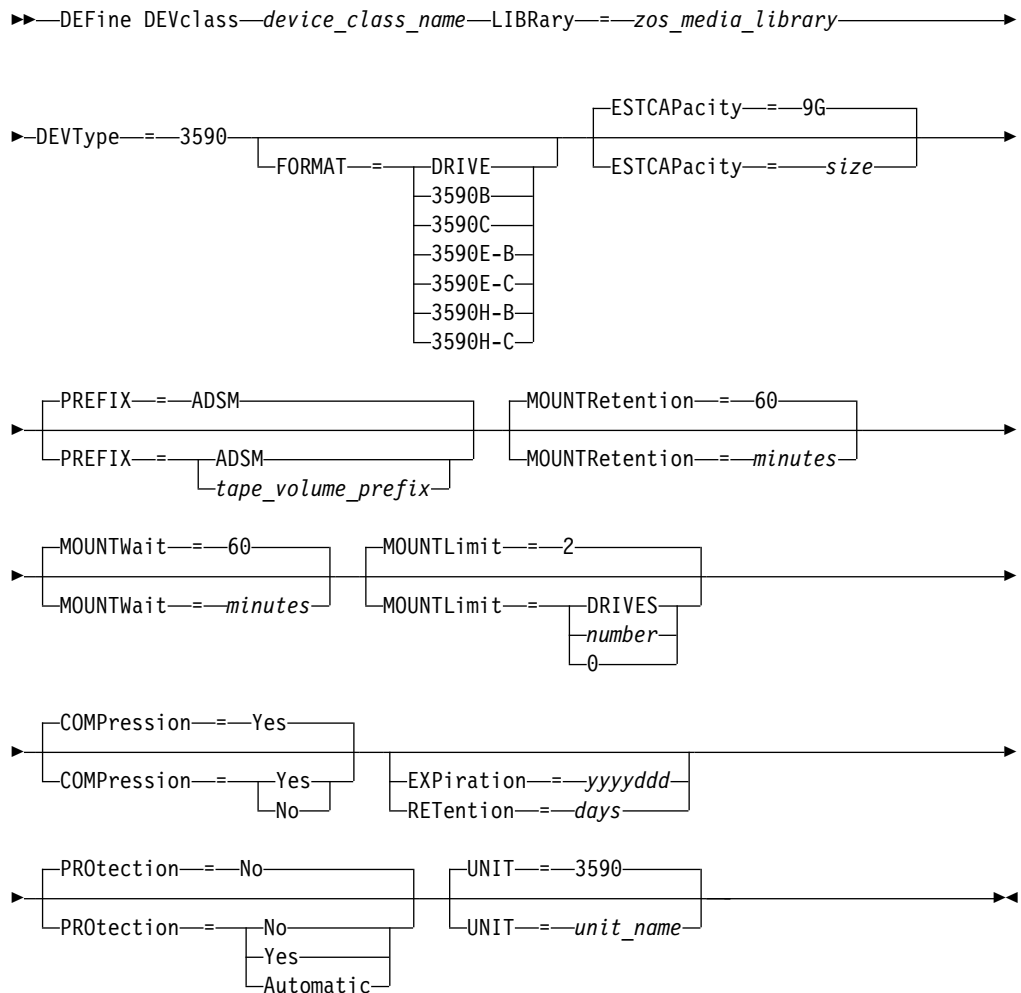 DEFine DEVclass device_class_name LIBRary = zos_media_library
ESTCAPacity = 9G
DEVType = 3590
FORMAT = DRIVE
ESTCAPacity = size
3590B
3590C
3590E-B
3590E-C
3590H-B
3590H-C
PREFIX = ADSM
MOUNTRetention = 60
PREFIX = ADSM
MOUNTRetention = minutes
tape_volume_prefix
MOUNTWait = 60
MOUNTLimit = 2
MOUNTWait = minutes
MOUNTLimit = DRIVES
number
0
COMPression = Yes
COMPression = Yes
EXPiration = yyyyddd
No
RETention = days
PROtection = No
UNIT = 3590
PROtection = No
UNIT = unit_name
Yes
Automatic